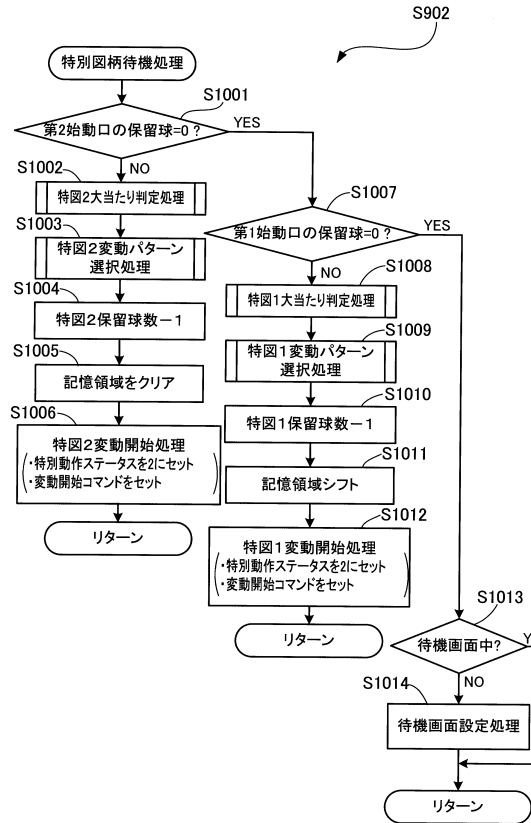 S902
特別図柄待機処理
S1001
第2始動口の保留球=0?
YES
NO
S1002
特図2大当たり判定処理
S1003
特図2変動パターン
選択処理
S1004
特図2保留球数−1
S1005
記憶領域をクリア
S1006
特図2変動開始処理
・特別動作ステータスを2にセット
・変動開始コマンドをセット
リターン
S1007
第1始動口の保留球=0?
YES
NO
S1008
特図1大当たり判定処理
S1009
特図1変動パターン
選択処理
S1010
特図1保留球数−1
S1011
記憶領域シフト
S1012
特図1変動開始処理
・特別動作ステータスを2にセット
・変動開始コマンドをセット
リターン
S1013
待機画面中?
Y
NO
S1014
待機画面設定処理
リターン